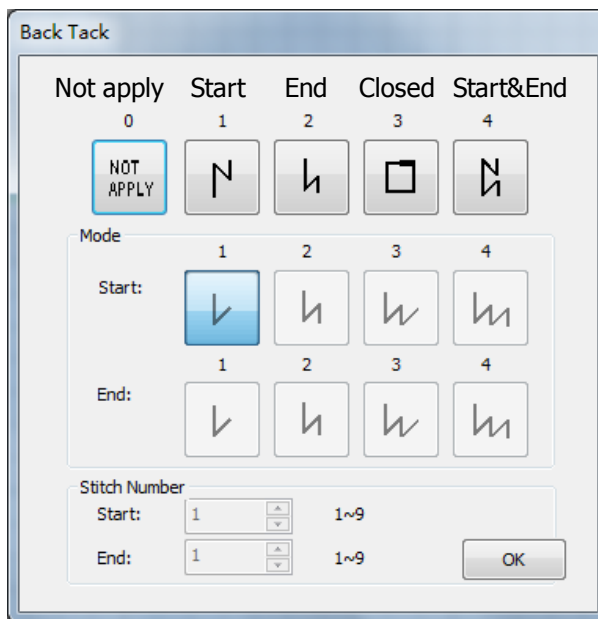 Back Tack
Not apply Start End Closed Start&End
0 1 2 3 4
NOT
APPLY
Mode
1 2 3 4
Start:
1 2 3 4
End:
Stitch Number
Start: 1 1~9
End: 1 1~9
OK